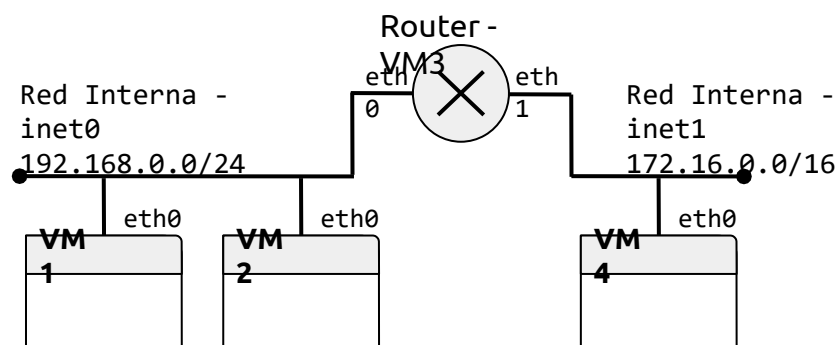 Router -
VM3
eth
0
eth
1
Red Interna -
inet0
192.168.0.0/24
Red Interna -
inet1
172.16.0.0/16
eth0
VM
1
eth0
VM
2
eth0
VM
4